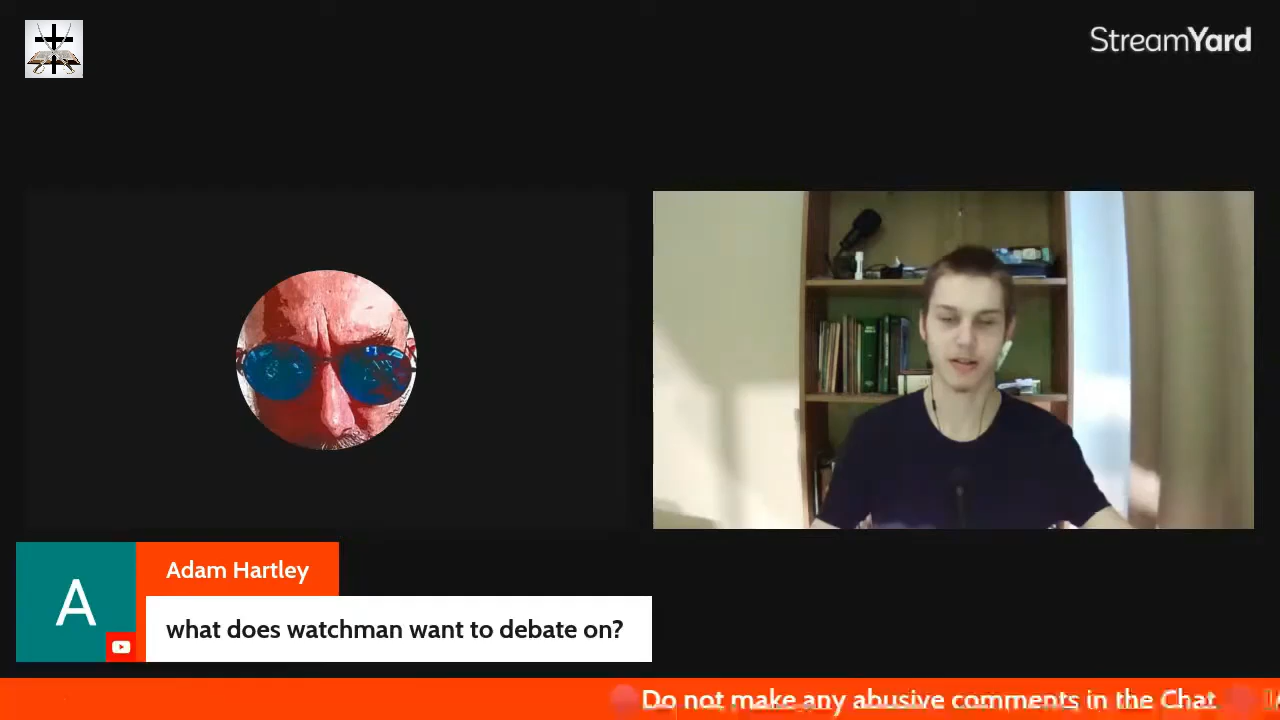 StreamYard
Adam Hartley
A
what does watchman want to debate on?
Do not make any abusive comments in the Chat